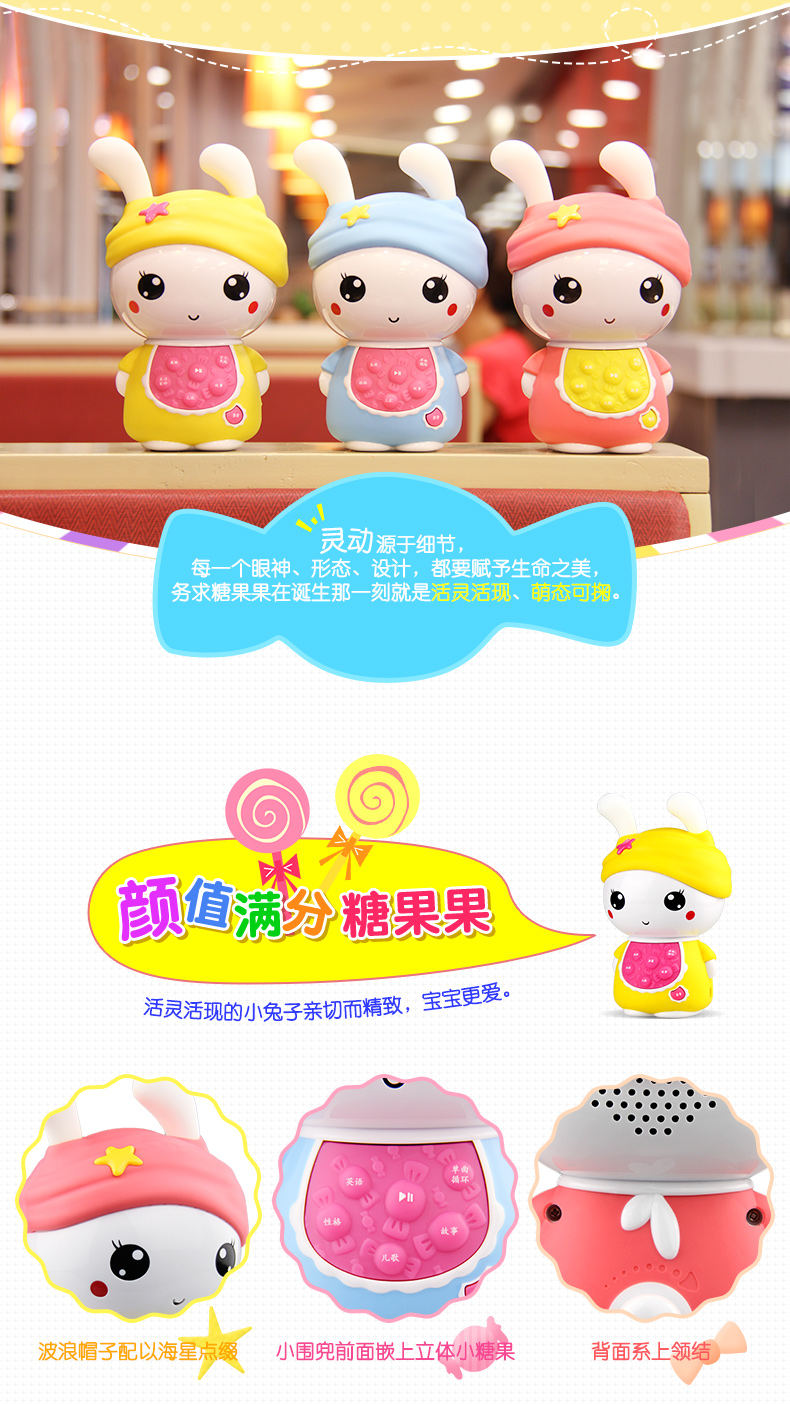 灵动源于细节，
每一个眼神、形态、设计，都要赋予生命之美，
务求糖果果在诞生那一刻就是活灵活现、萌态可掬。
颜值满分糖果果
活灵活现的小兔子亲切而精致，宝宝更爱。
英语
单曲
循环
性格
故事
儿歌
波浪帽子配以海星点缀
小围兜前面嵌上立体小糖果
背面系上领结